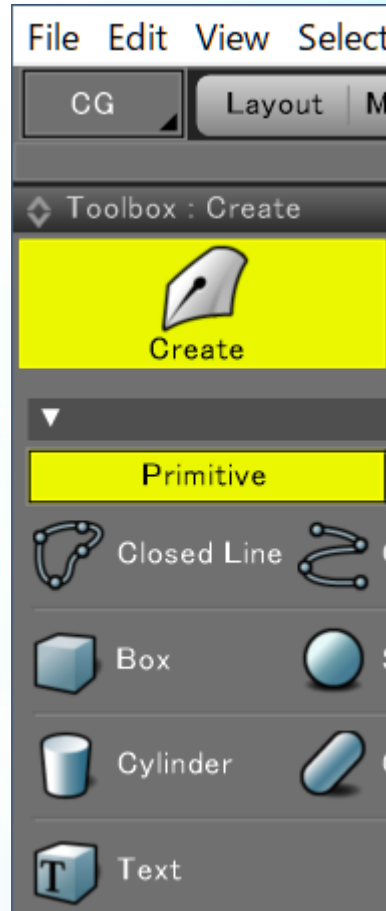 File Edit View Select
CG Layout M
Toolbox : Create
Create
Primitive
Closed Line
Box
Cylinder
T Text